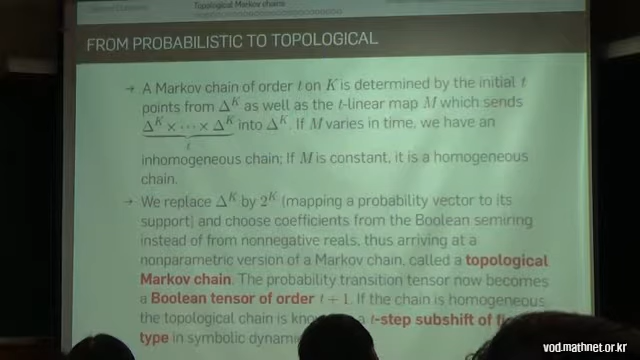 Topological Markov chains
FROM PROBABILISTIC TO TOPOLOGICAL
→ A Markov chain of order t on K is determined by the initial t
points from Δ^K as well as the t-linear map M which sends
Δ^K × ⋯ × Δ^K into Δ^K. If M varies in time, we have an
t
inhomogeneous chain; If M is constant, it is a homogeneous
chain.
→ We replace Δ^K by 2^K (mapping a probability vector to its
support) and choose coefficients from the Boolean semiring
instead of from nonnegative reals, thus arriving at a
nonparametric version of a Markov chain, called a topological
Markov chain. The probability transition tensor now becomes
a Boolean tensor of order t + 1. If the chain is homogeneous,
the topological chain is a t-step subshift of
type in symbolic
vod.mathnet.or.kr